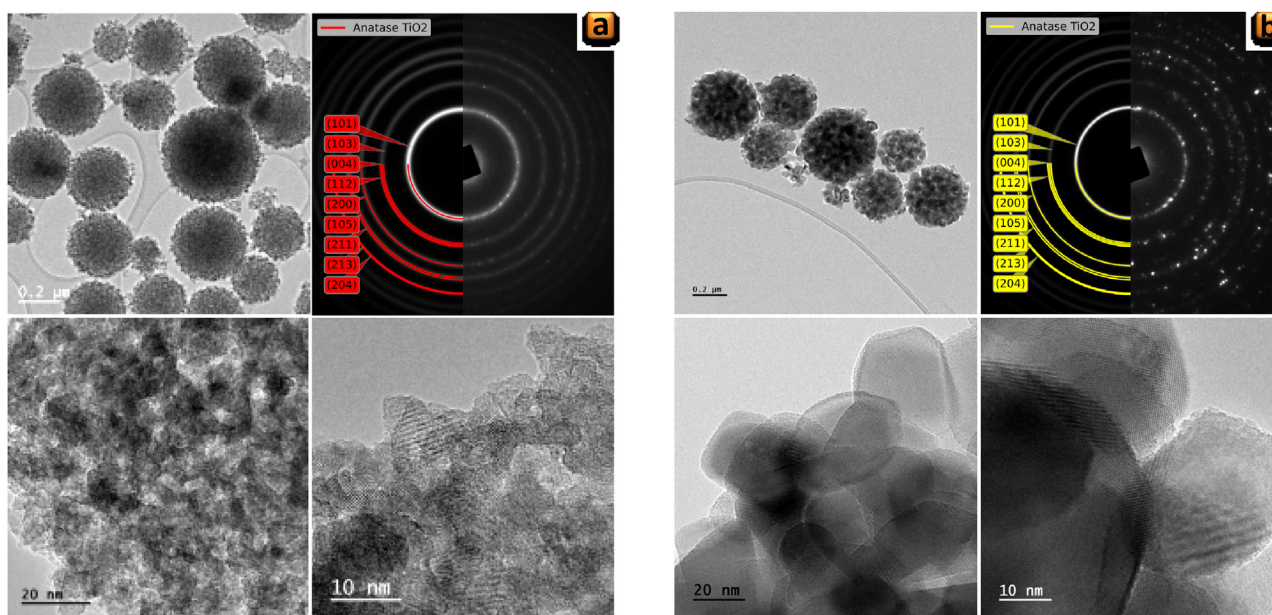 Anatase TiO2
a
(101)
(103)
(004)
(112)
(200)
(105)
(211)
(213)
(204)
0.2 µm
20 nm
10 nm
Anatase TiO2
b
(101)
(103)
(004)
(112)
(200)
(105)
(211)
(213)
(204)
0.2 µm
20 nm
10 nm